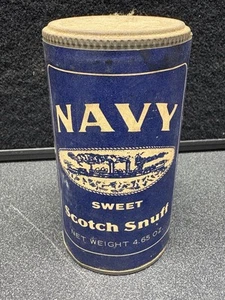 NAVY
SWEET
Scotch Snuff
NET WEIGHT 4.65 OZ.